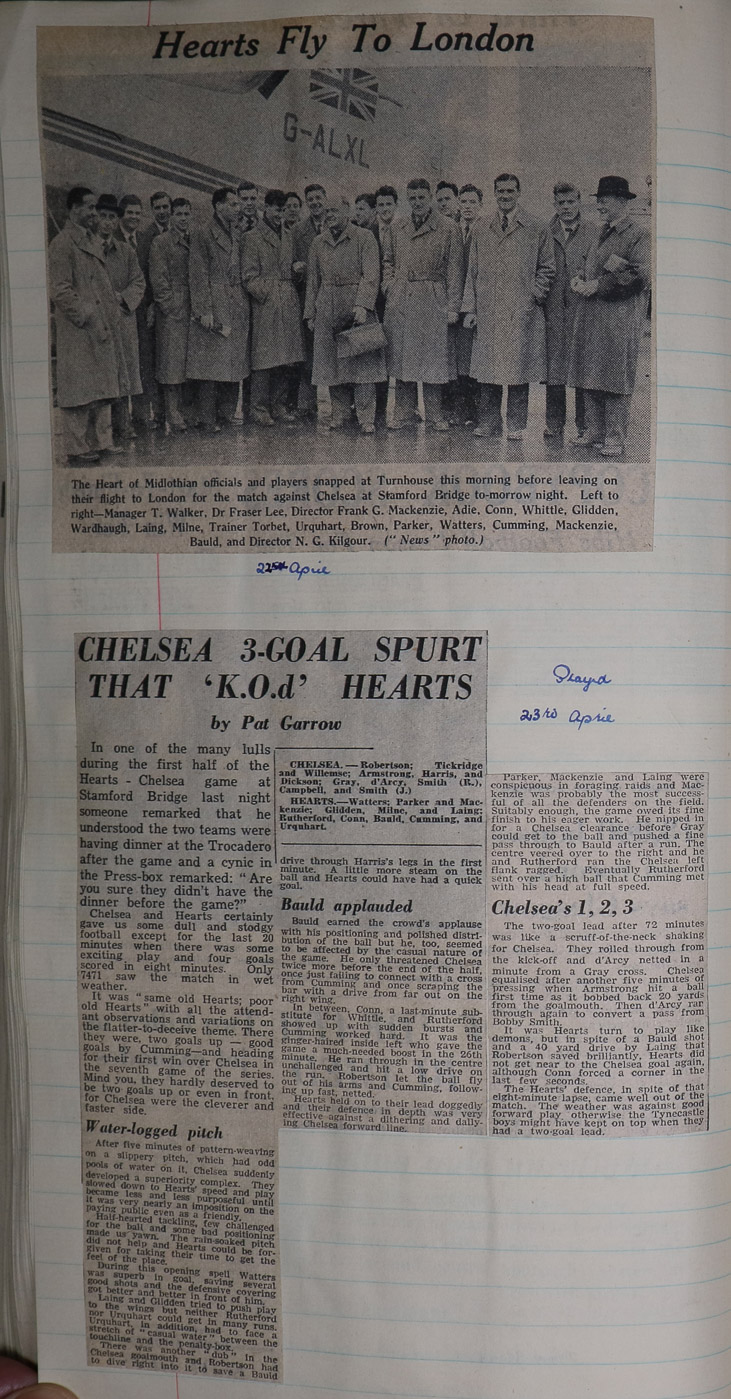 Hearts Fly To London
G-ALXL
The Heart of Midlothian officials and players snapped at Turnhouse this morning before leaving on
their flight to London for the match against Chelsea at Stamford Bridge to-morrow night. Left to
right—Manager T. Walker, Dr Fraser Lee, Director Frank G. Mackenzie, Adie, Conn, Whittle, Glidden,
Wardhaugh, Laing, Milne, Trainer Torbet, Urquhart, Brown, Parker, Watters, Cumming, Mackenzie,
Bauld, and Director N. G. Kilgour. (" News " photo.)
April
CHELSEA 3-GOAL SPURT
THAT 'K.O.d' HEARTS
by Pat Garrow
Played
23rd April
In one of the many lulls
during the first half of the
Hearts - Chelsea game at
Stamford Bridge last night
someone remarked that he
understood the two teams were
having dinner at the Trocadero
after the game and a cynic in
the Press-box remarked: " Are
you sure they didn't have the
dinner before the game?"
Chelsea and Hearts certainly
gave us some dull and stodgy
football except for the last 20
minutes when there was some
exciting play and four goals
scored in eight minutes. Only
7471 saw the match in wet
weather.
It was " same old Hearts; poor
old Hearts " with all the attend-
ant observations and variations on
the flatter-to-deceive theme. There
they were, two goals up — good
goals by Cumming—and heading
for their first win over Chelsea in
the seventh game of the series.
Mind you, they hardly deserved to
be two goals up or even in front,
for Chelsea were the cleverer and
faster side.
Water-logged pitch
After five minutes of pattern-weaving
on a slippery pitch, which had odd
pools of water on it, Chelsea suddenly
developed a superiority complex. They
slowed down to Hearts' speed and play
became less and less purposeful until
it was very nearly an imposition on the
paying public even as a friendly.
Half-hearted tackling, few challenged
for the ball and some bad positioning
made us yawn. The rain-soaked pitch
did not help and Hearts could be for-
given for taking their time to get the
feel of the place.
During this opening spell Watters
was superb in goal, saving several
good shots and the defensive covering
got better and better in front of him.
Laing and Glidden tried to push play
to the wings but neither Rutherford
nor Urquhart could get in many runs.
Urquhart, in addition, had to face a
stretch of " casual water " between the
touchline and the penalty-box.
There was another " dub " in the
Chelsea goalmouth and Robertson had
to dive right into it to save a Bauld
CHELSEA. — Robertson; Tickridge
and Willemse; Armstrong, Harris, and
Dickson; Gray, d'Arcy, Smith (R.),
Campbell, and Smith (J.)
HEARTS.—Watters; Parker and Mac-
kenzie; Glidden, Milne, and Laing;
Rutherford, Conn, Bauld, Cumming, and
Urquhart.
drive through Harris's legs in the first
minute. A little more steam on the
ball and Hearts could have had a quick
goal.
Bauld applauded
Bauld earned the crowd's applause
with his positioning and polished distri-
bution of the ball but he, too, seemed
to be affected by the casual nature of
the game. He only threatened Chelsea
twice more before the end of the half,
once just failing to connect with a cross
from Cumming and once scraping the
bar with a drive from far out on the
right wing.
In between, Conn, a last-minute sub-
stitute for Whittle, and Rutherford
showed up with sudden bursts and
Cumming worked hard. It was the
ginger-haired inside left who gave the
game a much-needed boost in the 26th
minute. He ran through in the centre
unchallenged and hit a low drive on
the run. Robertson let the ball fly
out of his arms and Cumming, follow-
ing up fast, netted.
Hearts held on to their lead doggedly
and their defence in depth was very
effective against a dithering and dally-
ing Chelsea forward line.
Parker, Mackenzie and Laing were
conspicuous in foraging raids and Mac-
kenzie was probably the most success-
ful of all the defenders on the field.
Suitably enough, the game owed its fine
finish to his eager work. He nipped in
for a Chelsea clearance before Gray
could get to the ball and pushed a fine
pass through to Bauld after a run. The
centre veered over to the right and he
and Rutherford ran the Chelsea left
flank ragged. Eventually Rutherford
sent over a high ball that Cumming met
with his head at full speed.
Chelsea's 1, 2, 3
The two-goal lead after 72 minutes
was like a scruff-of-the-neck shaking
for Chelsea. They rolled through from
the kick-off and d'Arcy netted in a
minute from a Gray cross. Chelsea
equalised after another five minutes of
pressing when Armstrong hit a ball
first time as it bobbed back 20 yards
from the goalmouth. Then d'Arcy ran
through again to convert a pass from
Bobby Smith.
It was Hearts turn to play like
demons, but in spite of a Bauld shot
and a 40 yard drive by Laing that
Robertson saved brilliantly, Hearts did
not get near to the Chelsea goal again,
although Conn forced a corner in the
last few seconds.
The Hearts' defence, in spite of that
eight-minute lapse, came well out of the
match. The weather was against good
forward play, otherwise the Tynecastle
boys might have kept on top when they
had a two-goal lead.